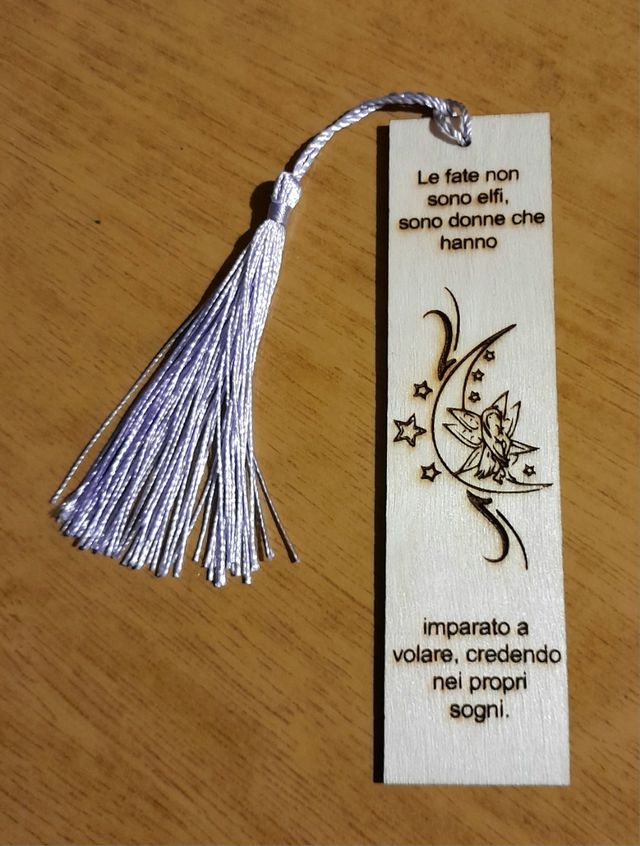 Le fate non
sono elfi,
sono donne che
hanno
imparato a
volare, credendo
nei propri
sogni.